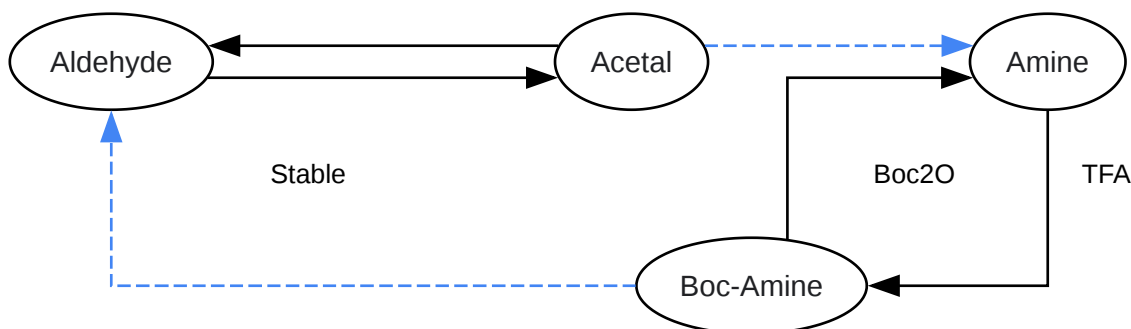 Aldehyde
Acetal
Amine
Stable
Boc2O
TFA
Boc-Amine